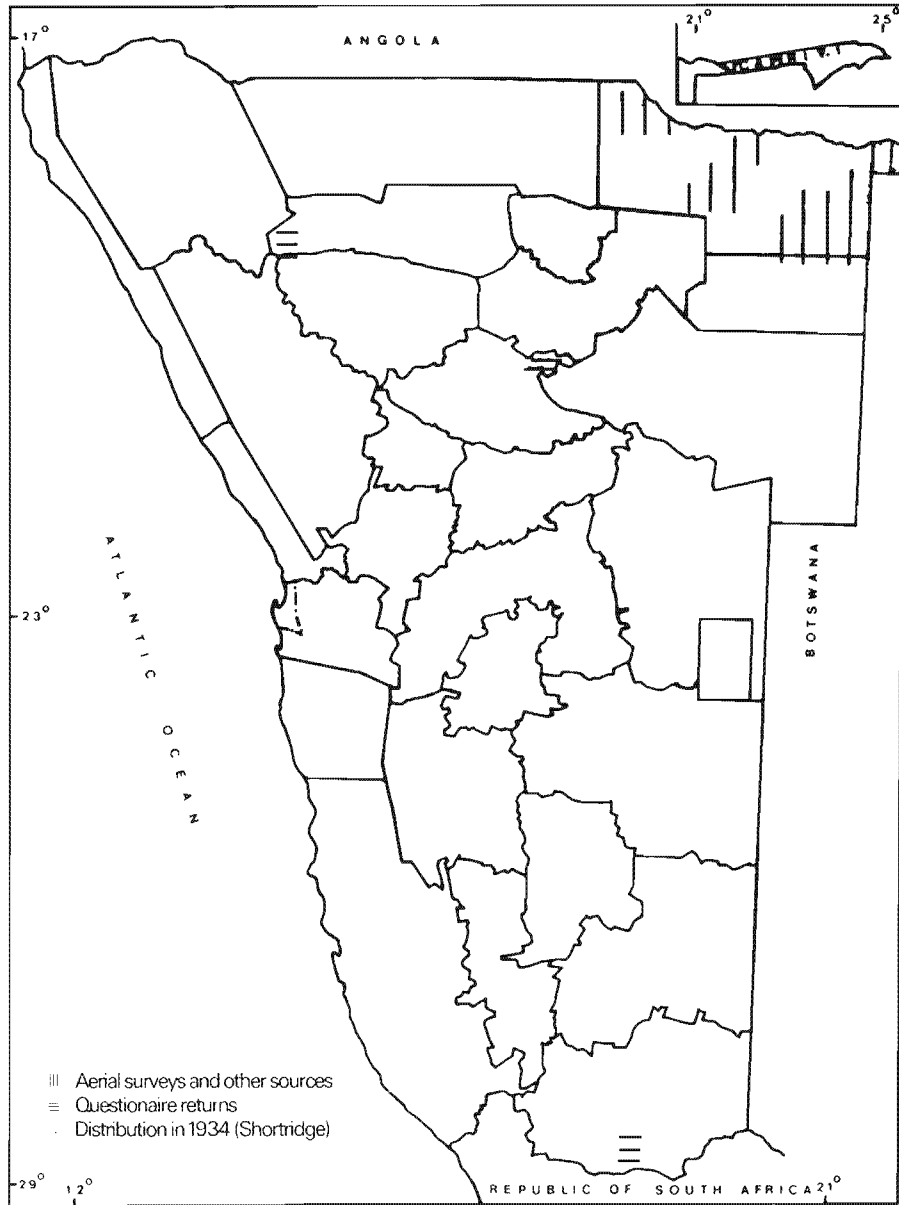 17°
ANGOLA
21°
25°
CAPRIVI
ATLANTIC OCEAN
23°
BOTSWANA
Aerial surveys and other sources
Questionaire returns
Distribution in 1934 (Shortridge)
29°
12°
REPUBLIC OF SOUTH AFRICA
21°